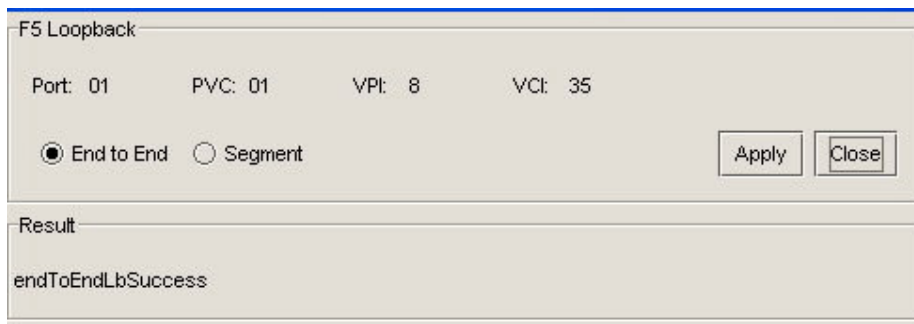 F5 Loopback
Port: 01 PVC: 01 VPI: 8 VCI: 35
End to End Segment Apply Close
Result
endToEndLbSuccess